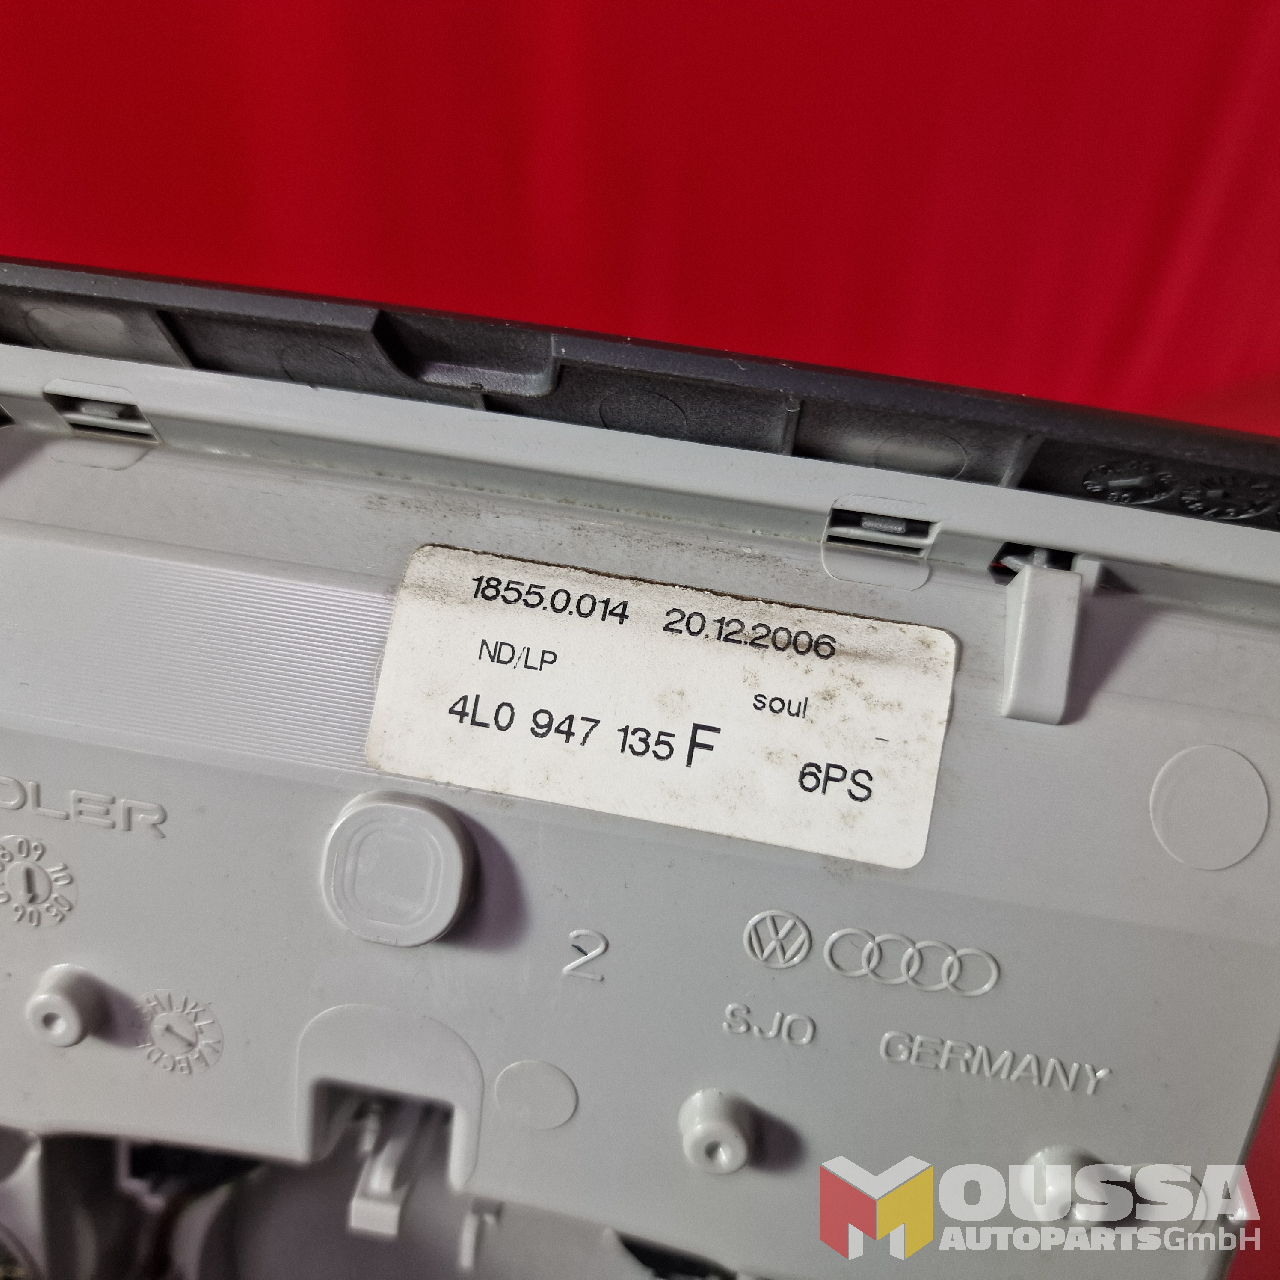 1855.0.014 20.12.2006
ND/LP
soul
4L0 947 135 F 6PS
2
SJO GERMANY
MOUSSA
AUTOPARTS GmbH